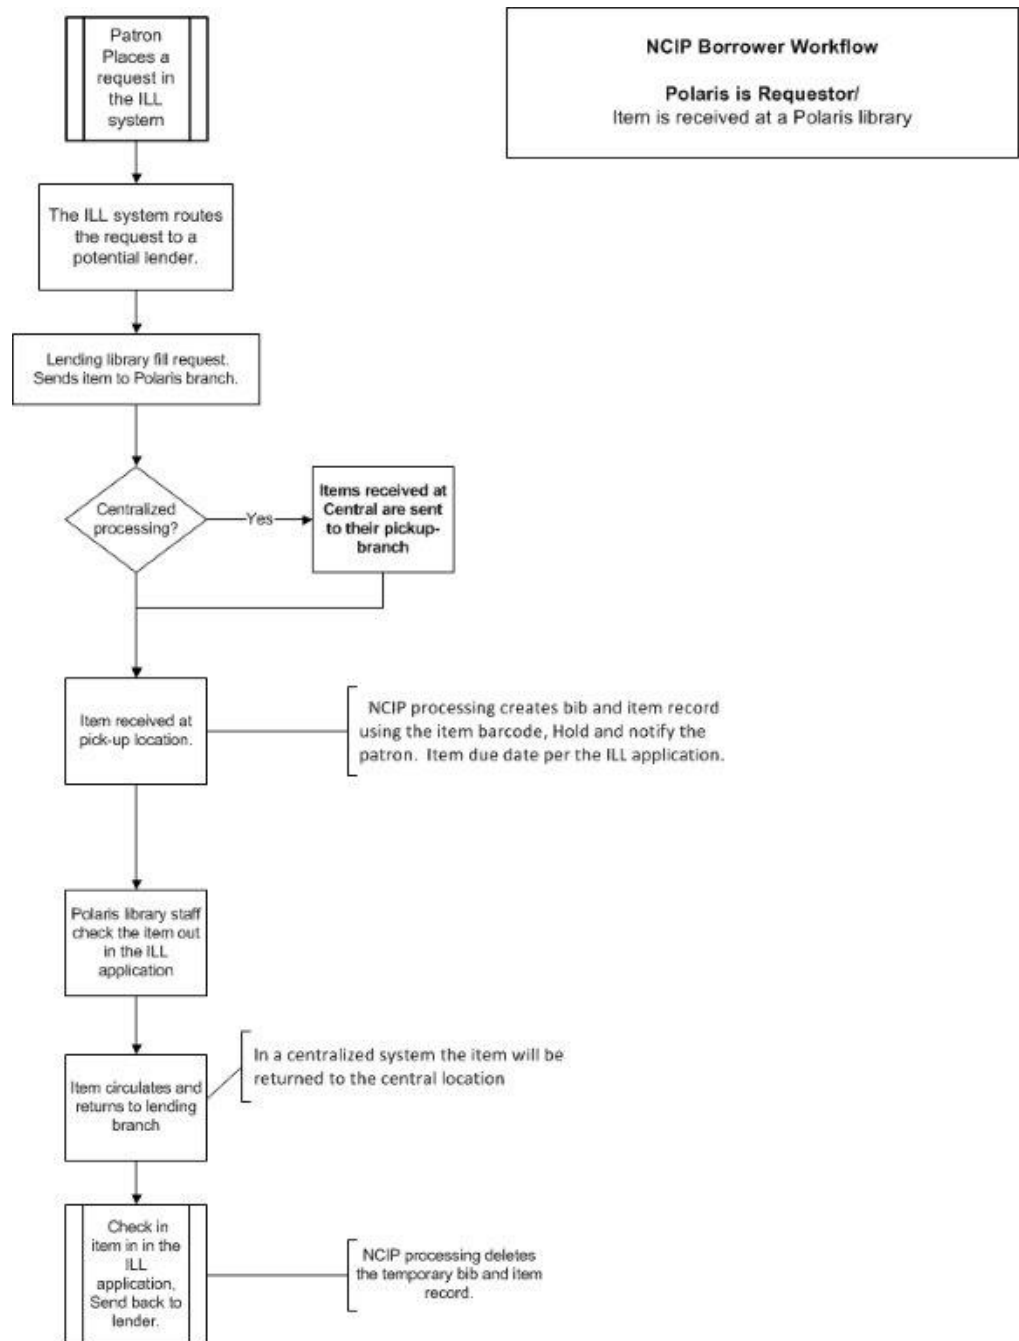 Patron
Places a
request in
the ILL
system
NCIP Borrower Workflow
Polaris is Requestor/
Item is received at a Polaris library
The ILL system routes
the request to a
potential lender.
Lending library fill request.
Sends item to Polaris branch.
Centralized
processing?
Yes
Items received at
Central are sent
to their pickup-
branch
Item received at
pick-up location.
NCIP processing creates bib and item record
using the item barcode, Hold and notify the
patron. Item due date per the ILL application.
Polaris library staff
check the item out
in the ILL
application
In a centralized system the item will be
returned to the central location
Item circulates and
returns to lending
branch
Check in
item in in the
ILL
application,
Send back to
lender.
NCIP processing deletes
the temporary bib and item
record.